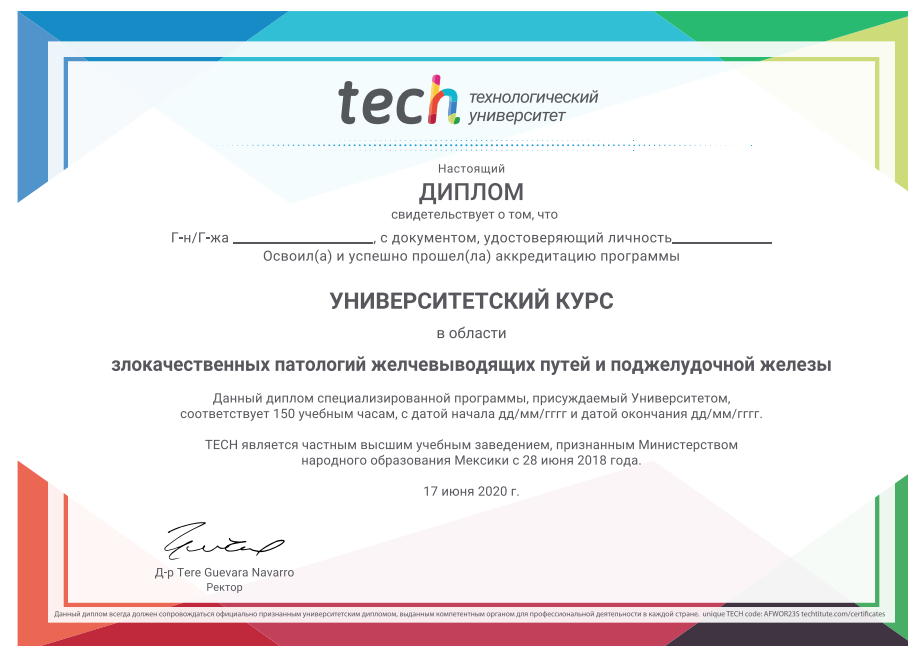 tech технологический
университет
Настоящий
ДИПЛОМ
свидетельствует о том, что
Г-н/Г-жа ____________________, с документом, удостоверяющий личность______________
Освоил(а) и успешно прошел(ла) аккредитацию программы
УНИВЕРСИТЕТСКИЙ КУРС
в области
злокачественных патологий желчевыводящих путей и поджелудочной железы
Данный диплом специализированной программы, присуждаемый Университетом,
соответствует 150 учебным часам, с датой начала дд/мм/гггг и датой окончания дд/мм/гггг.
TECH является частным высшим учебным заведением, признанным Министерством
народного образования Мексики с 28 июня 2018 года.
17 июня 2020 г.
Д-р Tere Guevara Navarro
Ректор
Данный диплом всегда должен сопровождаться официально признанным университетским дипломом, выданным компетентным органом для профессиональной деятельности в каждой стране. unique TECH code: AFWOR23S techtitute.com/certificates